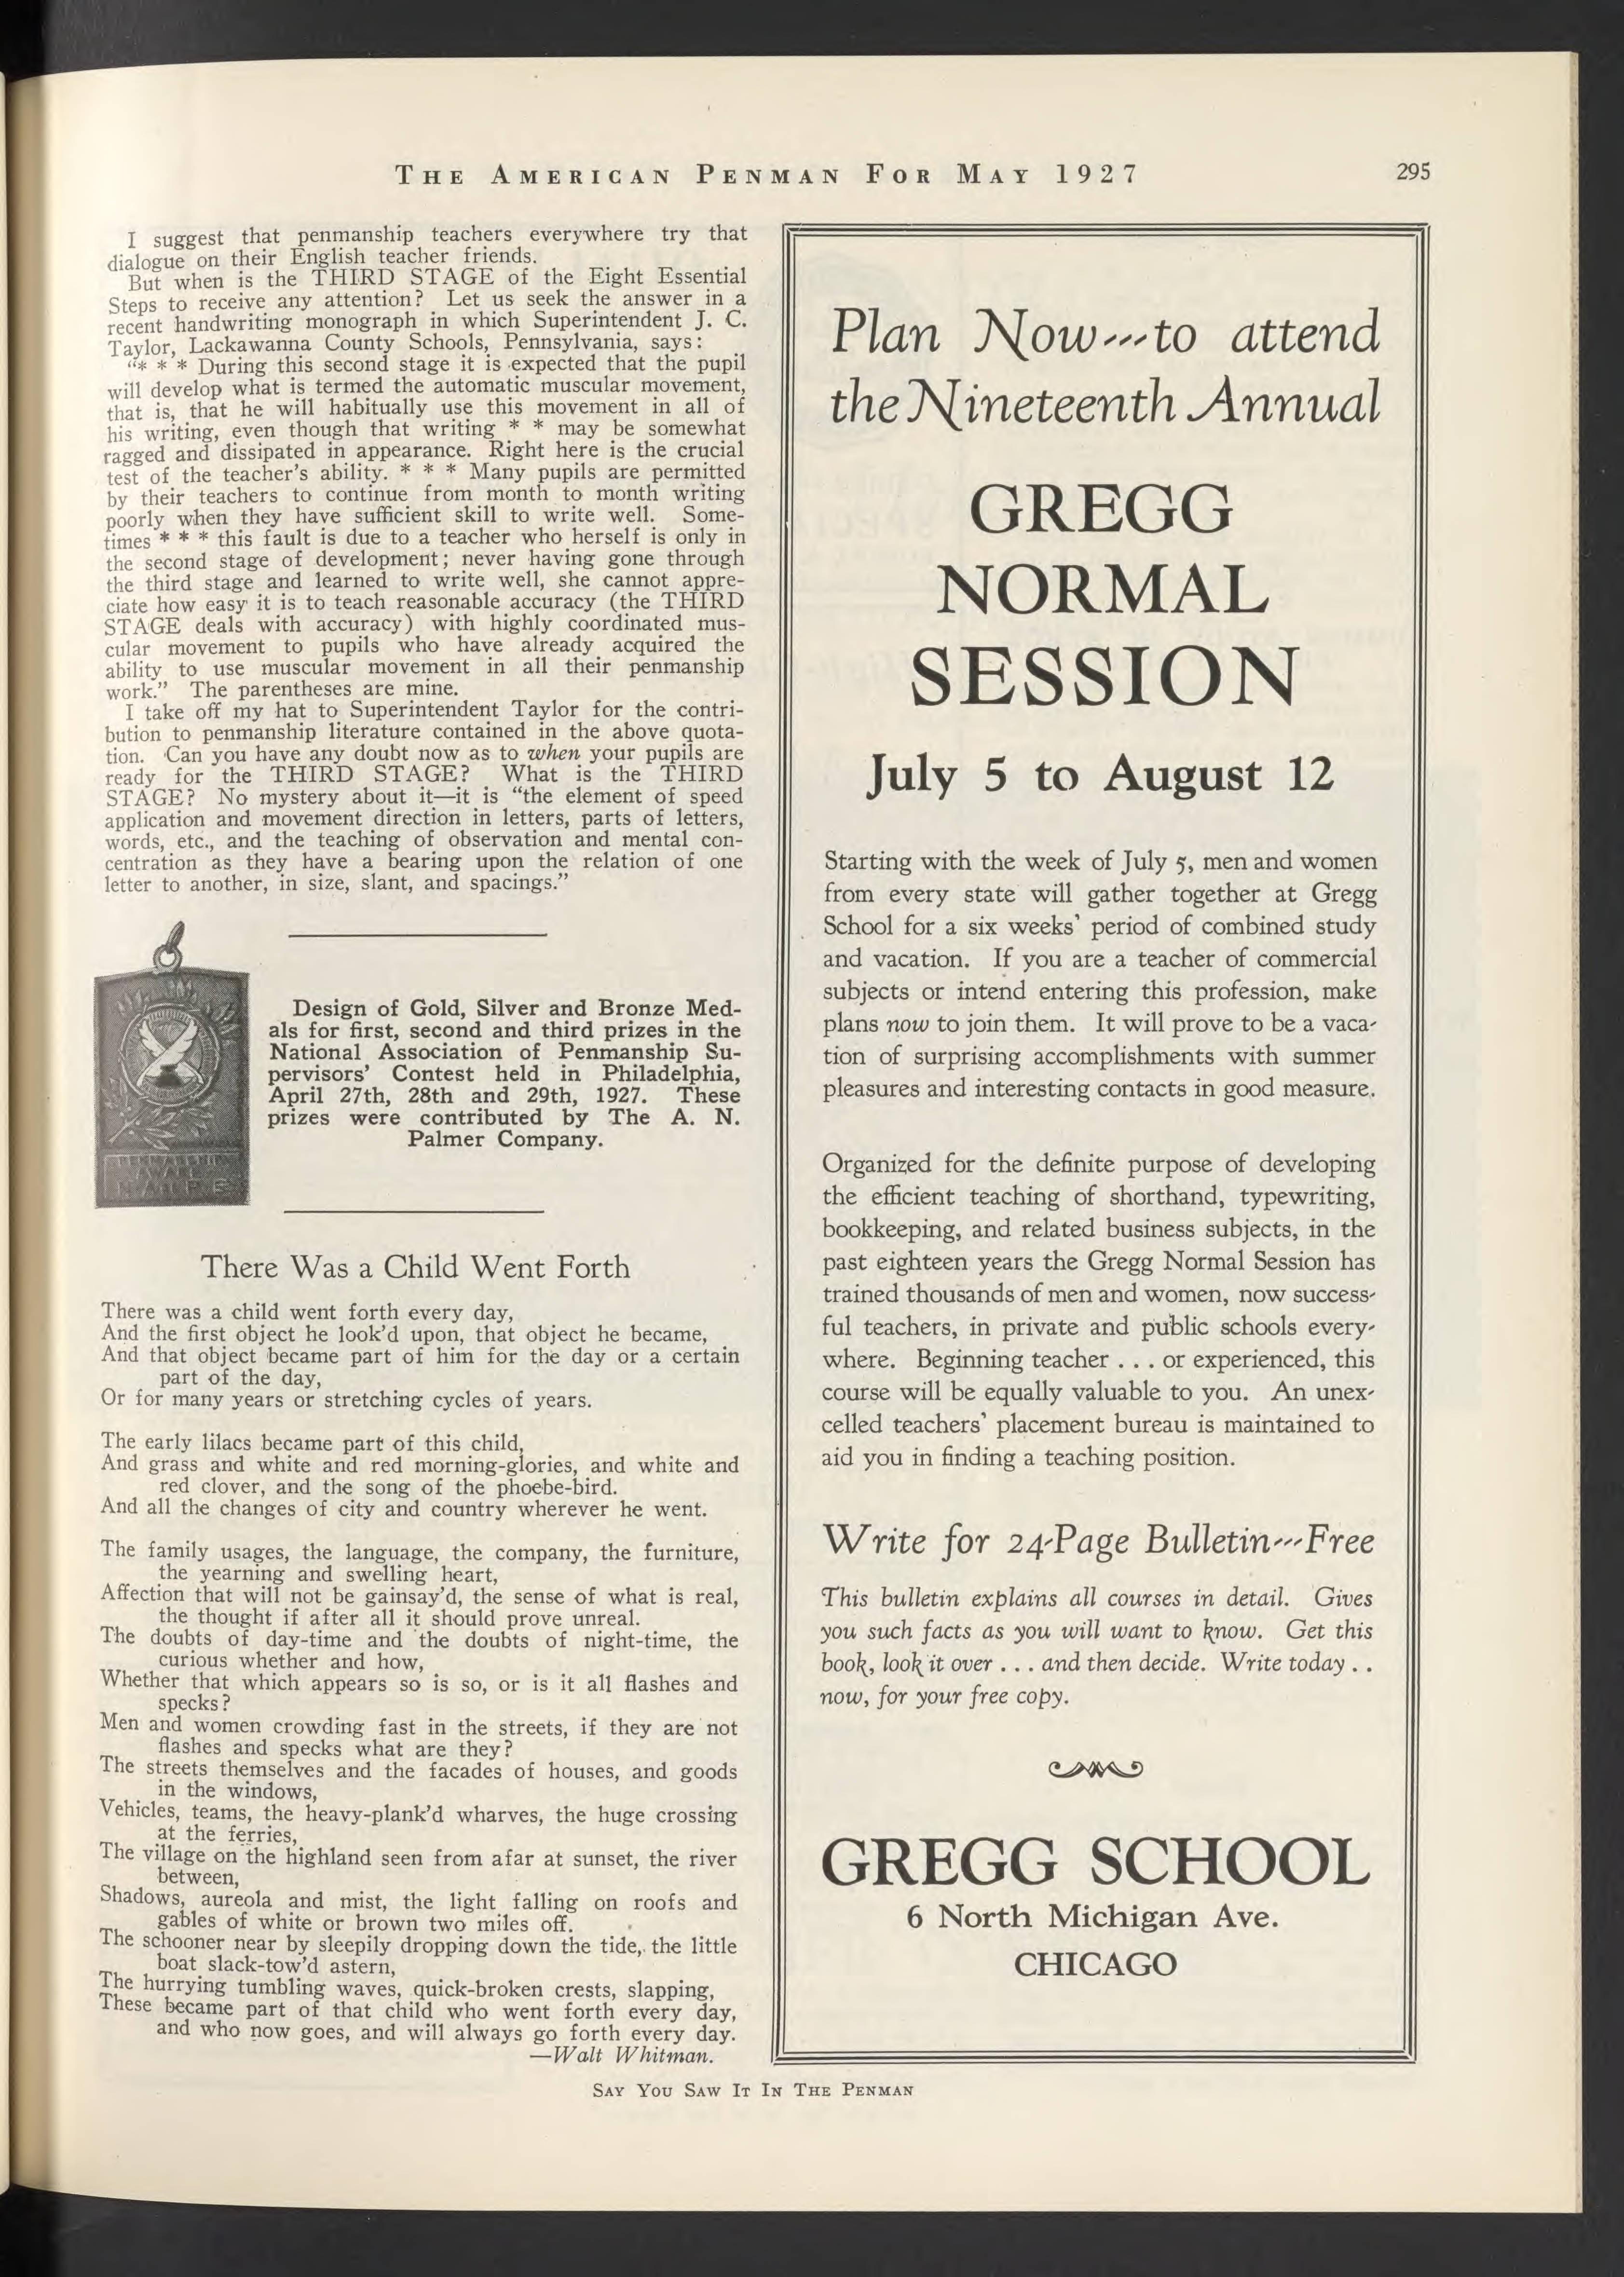 THE AMERICAN PENMAN FOR MAY 1927
295
I suggest that penmanship teachers everywhere try that
dialogue on their English teacher friends.
But when is the THIRD STAGE of the Eight Essential
Steps to receive any attention? Let us seek the answer in a
recent handwriting monograph in which Superintendent J. C.
Taylor, Lackawanna County Schools, Pennsylvania, says:
"* * * During this second stage it is expected that the pupil
will develop what is termed the automatic muscular movement,
that is, that he will habitually use this movement in all of
his writing, even though that writing * * may be somewhat
ragged and dissipated in appearance. Right here is the crucial
test of the teacher's ability. * * * Many pupils are permitted
by their teachers to continue from month to month writing
poorly when they have sufficient skill to write well. Some-
times * * * this fault is due to a teacher who herself is only in
the second stage of development; never having gone through
the third stage and learned to write well, she cannot appre-
ciate how easy it is to teach reasonable accuracy (the THIRD
STAGE deals with accuracy) with highly coordinated mus-
cular movement to pupils who have already acquired the
ability to use muscular movement in all their penmanship
work." The parentheses are mine.
I take off my hat to Superintendent Taylor for the contri-
bution to penmanship literature contained in the above quota-
tion. Can you have any doubt now as to when your pupils are
ready for the THIRD STAGE? What is the THIRD
STAGE? No mystery about it—it is "the element of speed
application and movement direction in letters, parts of letters,
words, etc., and the teaching of observation and mental con-
centration as they have a bearing upon the relation of one
letter to another, in size, slant, and spacings."
PENMANSHIP
AWARD
N·A·T·P·S
Design of Gold, Silver and Bronze Med-
als for first, second and third prizes in the
National Association of Penmanship Su-
pervisors' Contest held in Philadelphia,
April 27th, 28th and 29th, 1927. These
prizes were contributed by The A. N.
Palmer Company.
There Was a Child Went Forth
There was a child went forth every day,
And the first object he look'd upon, that object he became,
And that object became part of him for the day or a certain
part of the day,
Or for many years or stretching cycles of years.
The early lilacs became part of this child,
And grass and white and red morning-glories, and white and
red clover, and the song of the phoebe-bird.
And all the changes of city and country wherever he went.
The family usages, the language, the company, the furniture,
the yearning and swelling heart,
Affection that will not be gainsay'd, the sense of what is real,
the thought if after all it should prove unreal.
The doubts of day-time and the doubts of night-time, the
curious whether and how,
Whether that which appears so is so, or is it all flashes and
specks?
Men and women crowding fast in the streets, if they are not
flashes and specks what are they?
The streets themselves and the facades of houses, and goods
in the windows,
Vehicles, teams, the heavy-plank'd wharves, the huge crossing
at the ferries,
The village on the highland seen from afar at sunset, the river
between,
Shadows, aureola and mist, the light falling on roofs and
gables of white or brown two miles off.
The schooner near by sleepily dropping down the tide, the little
boat slack-tow'd astern,
The hurrying tumbling waves, quick-broken crests, slapping,
These became part of that child who went forth every day,
and who now goes, and will always go forth every day.
—Walt Whitman.
Plan Now---to attend
the Nineteenth Annual
GREGG
NORMAL
SESSION
July 5 to August 12
Starting with the week of July 5, men and women
from every state will gather together at Gregg
School for a six weeks' period of combined study
and vacation. If you are a teacher of commercial
subjects or intend entering this profession, make
plans now to join them. It will prove to be a vaca-
tion of surprising accomplishments with summer
pleasures and interesting contacts in good measure.
Organized for the definite purpose of developing
the efficient teaching of shorthand, typewriting,
bookkeeping, and related business subjects, in the
past eighteen years the Gregg Normal Session has
trained thousands of men and women, now success-
ful teachers, in private and public schools every-
where. Beginning teacher . . . or experienced, this
course will be equally valuable to you. An unex-
celled teachers' placement bureau is maintained to
aid you in finding a teaching position.
Write for 24-Page Bulletin---Free
This bulletin explains all courses in detail. Gives
you such facts as you will want to know. Get this
book, look it over . . . and then decide. Write today . .
now, for your free copy.
GREGG SCHOOL
6 North Michigan Ave.
CHICAGO
SAY YOU SAW IT IN THE PENMAN